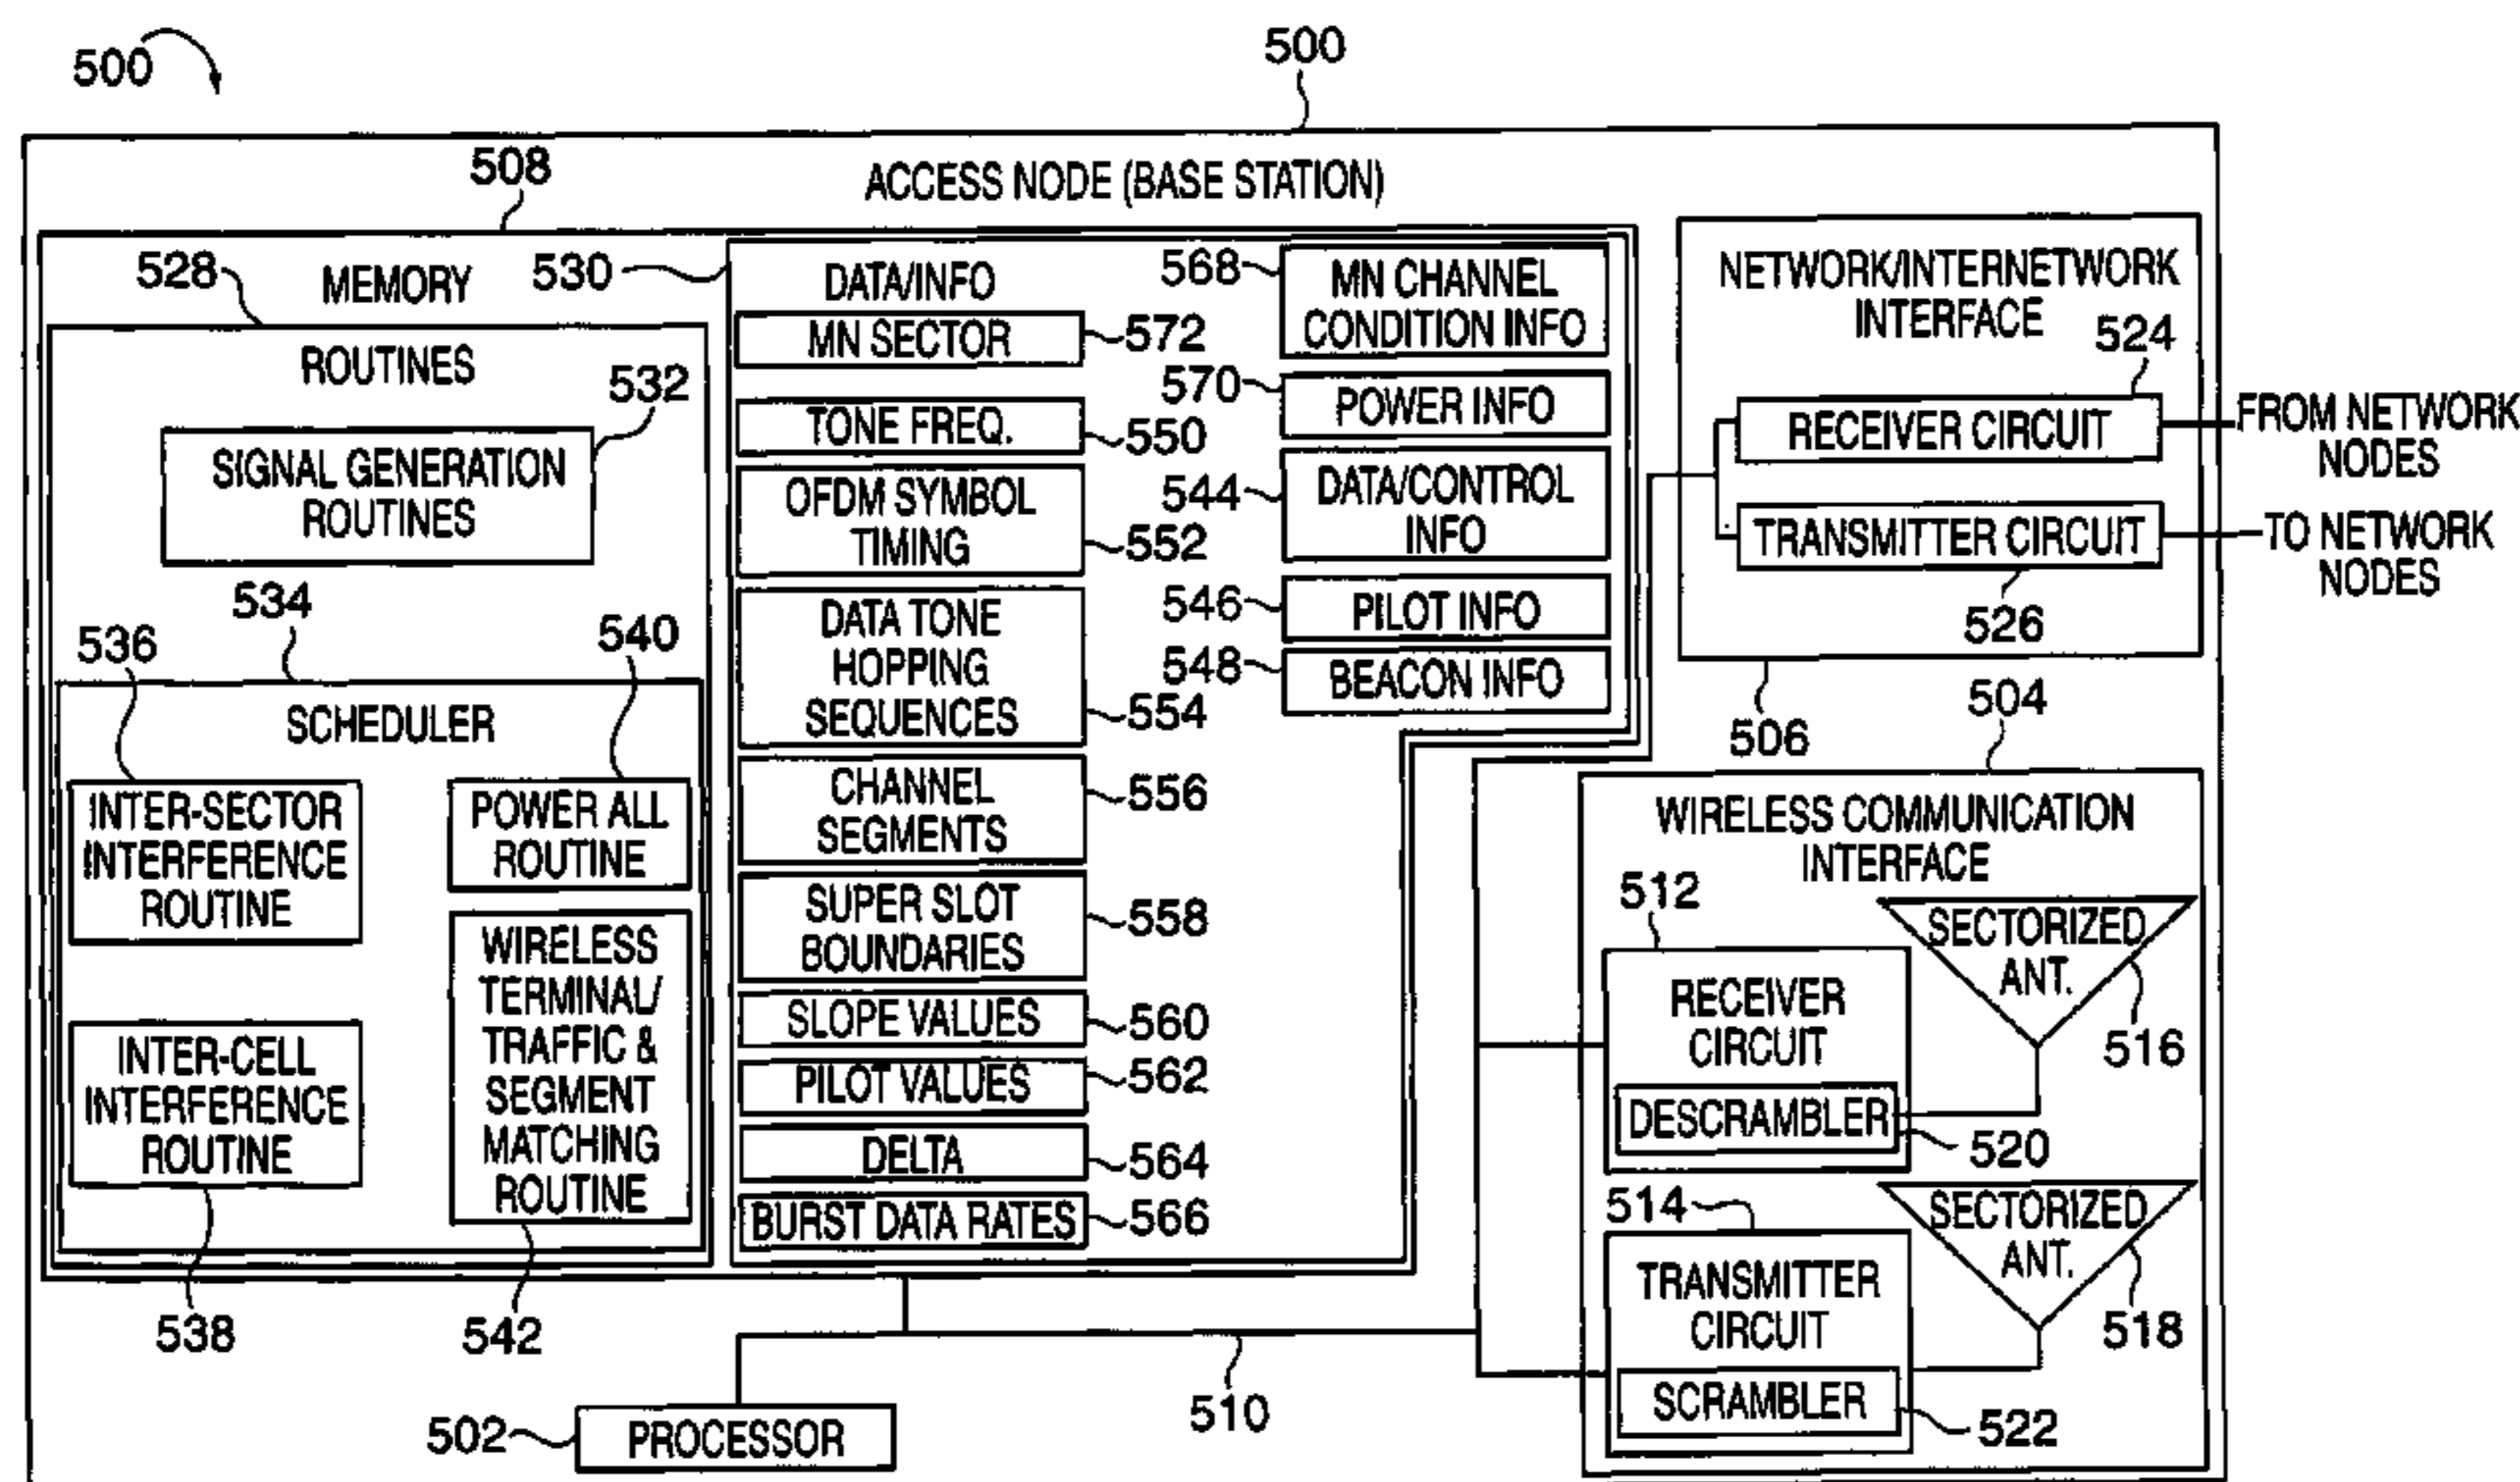 500
500
ACCESS NODE (BASE STATION)
508
MEMORY
528
ROUTINES
532
SIGNAL GENERATION
ROUTINES
534
536
540
SCHEDULER
INTER-SECTOR
INTERFERENCE
ROUTINE
POWER ALL
ROUTINE
INTER-CELL
INTERFERENCE
ROUTINE
WIRELESS
TERMINAL/
TRAFFIC &
SEGMENT
MATCHING
ROUTINE
538
542
530
DATA/INFO
MN SECTOR
572
TONE FREQ.
550
OFDM SYMBOL
TIMING
552
DATA TONE
HOPPING
SEQUENCES
554
CHANNEL
SEGMENTS
556
SUPER SLOT
BOUNDARIES
558
SLOPE VALUES
560
PILOT VALUES
562
DELTA
564
BURST DATA RATES
566
568
MN CHANNEL
CONDITION INFO
570
POWER INFO
544
DATA/CONTROL
INFO
546
PILOT INFO
548
BEACON INFO
NETWORK/INTERNETWORK
INTERFACE
524
RECEIVER CIRCUIT
FROM NETWORK
NODES
TRANSMITTER CIRCUIT
TO NETWORK
NODES
526
506
504
WIRELESS COMMUNICATION
INTERFACE
512
RECEIVER
CIRCUIT
DESCRAMBLER
520
SECTORIZED
ANT.
516
514
TRANSMITTER
CIRCUIT
SCRAMBLER
522
SECTORIZED
ANT.
518
510
502
PROCESSOR